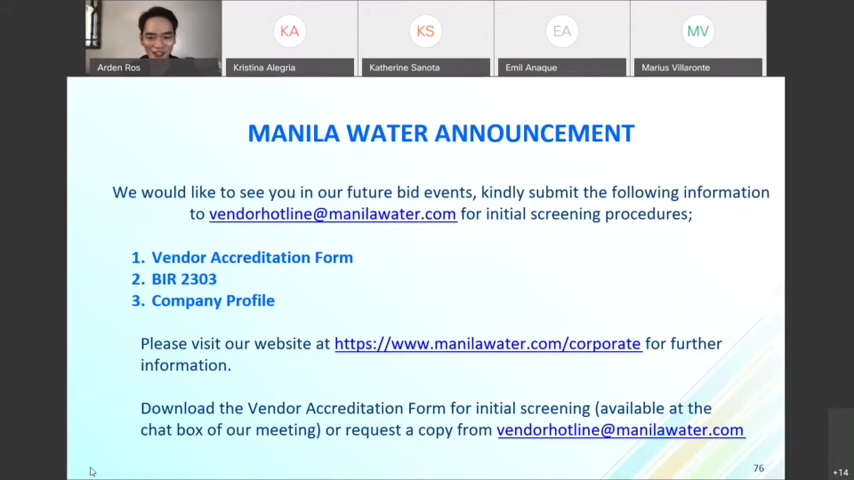 KA
KS
EA
MV
Arden Ros
Kristina Alegria
Katherine Sanota
Emil Anaque
Marius Villaronte
MANILA WATER ANNOUNCEMENT
We would like to see you in our future bid events, kindly submit the following information
to vendorhotline@manilawater.com for initial screening procedures;
1. Vendor Accreditation Form
2. BIR 2303
3. Company Profile
Please visit our website at https://www.manilawater.com/corporate for further
information.
Download the Vendor Accreditation Form for initial screening (available at the
chat box of our meeting) or request a copy from vendorhotline@manilawater.com
76
+14